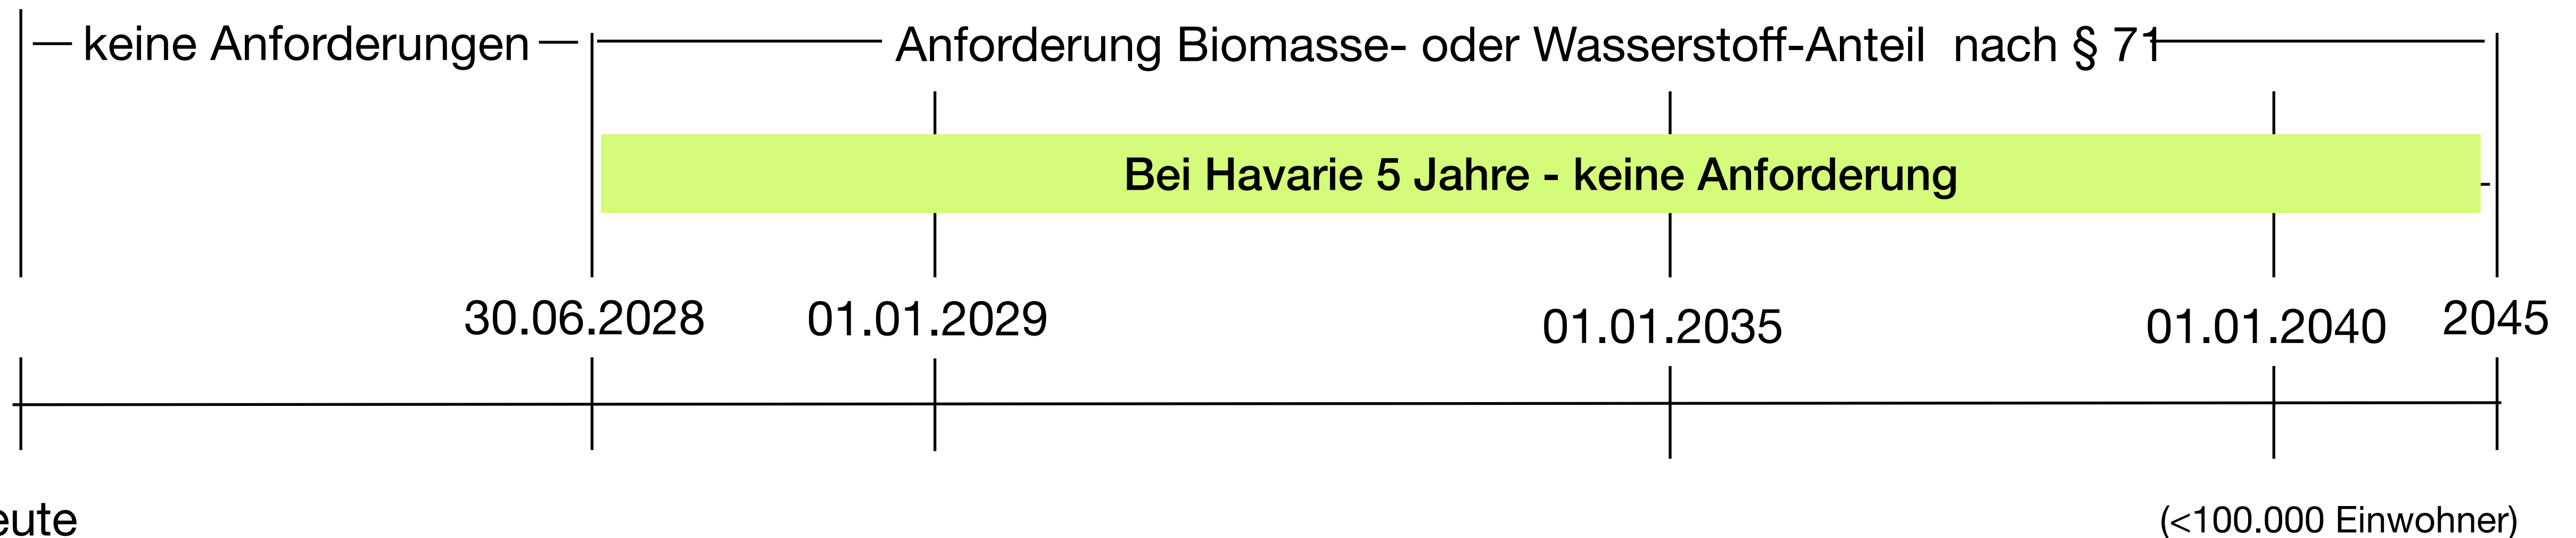 keine Anforderungen
Anforderung Biomasse- oder Wasserstoff-Anteil nach § 71
Bei Havarie 5 Jahre - keine Anforderung
30.06.2028
01.01.2029
01.01.2035
01.01.2040
2045
eute
(<100.000 Einwohner)